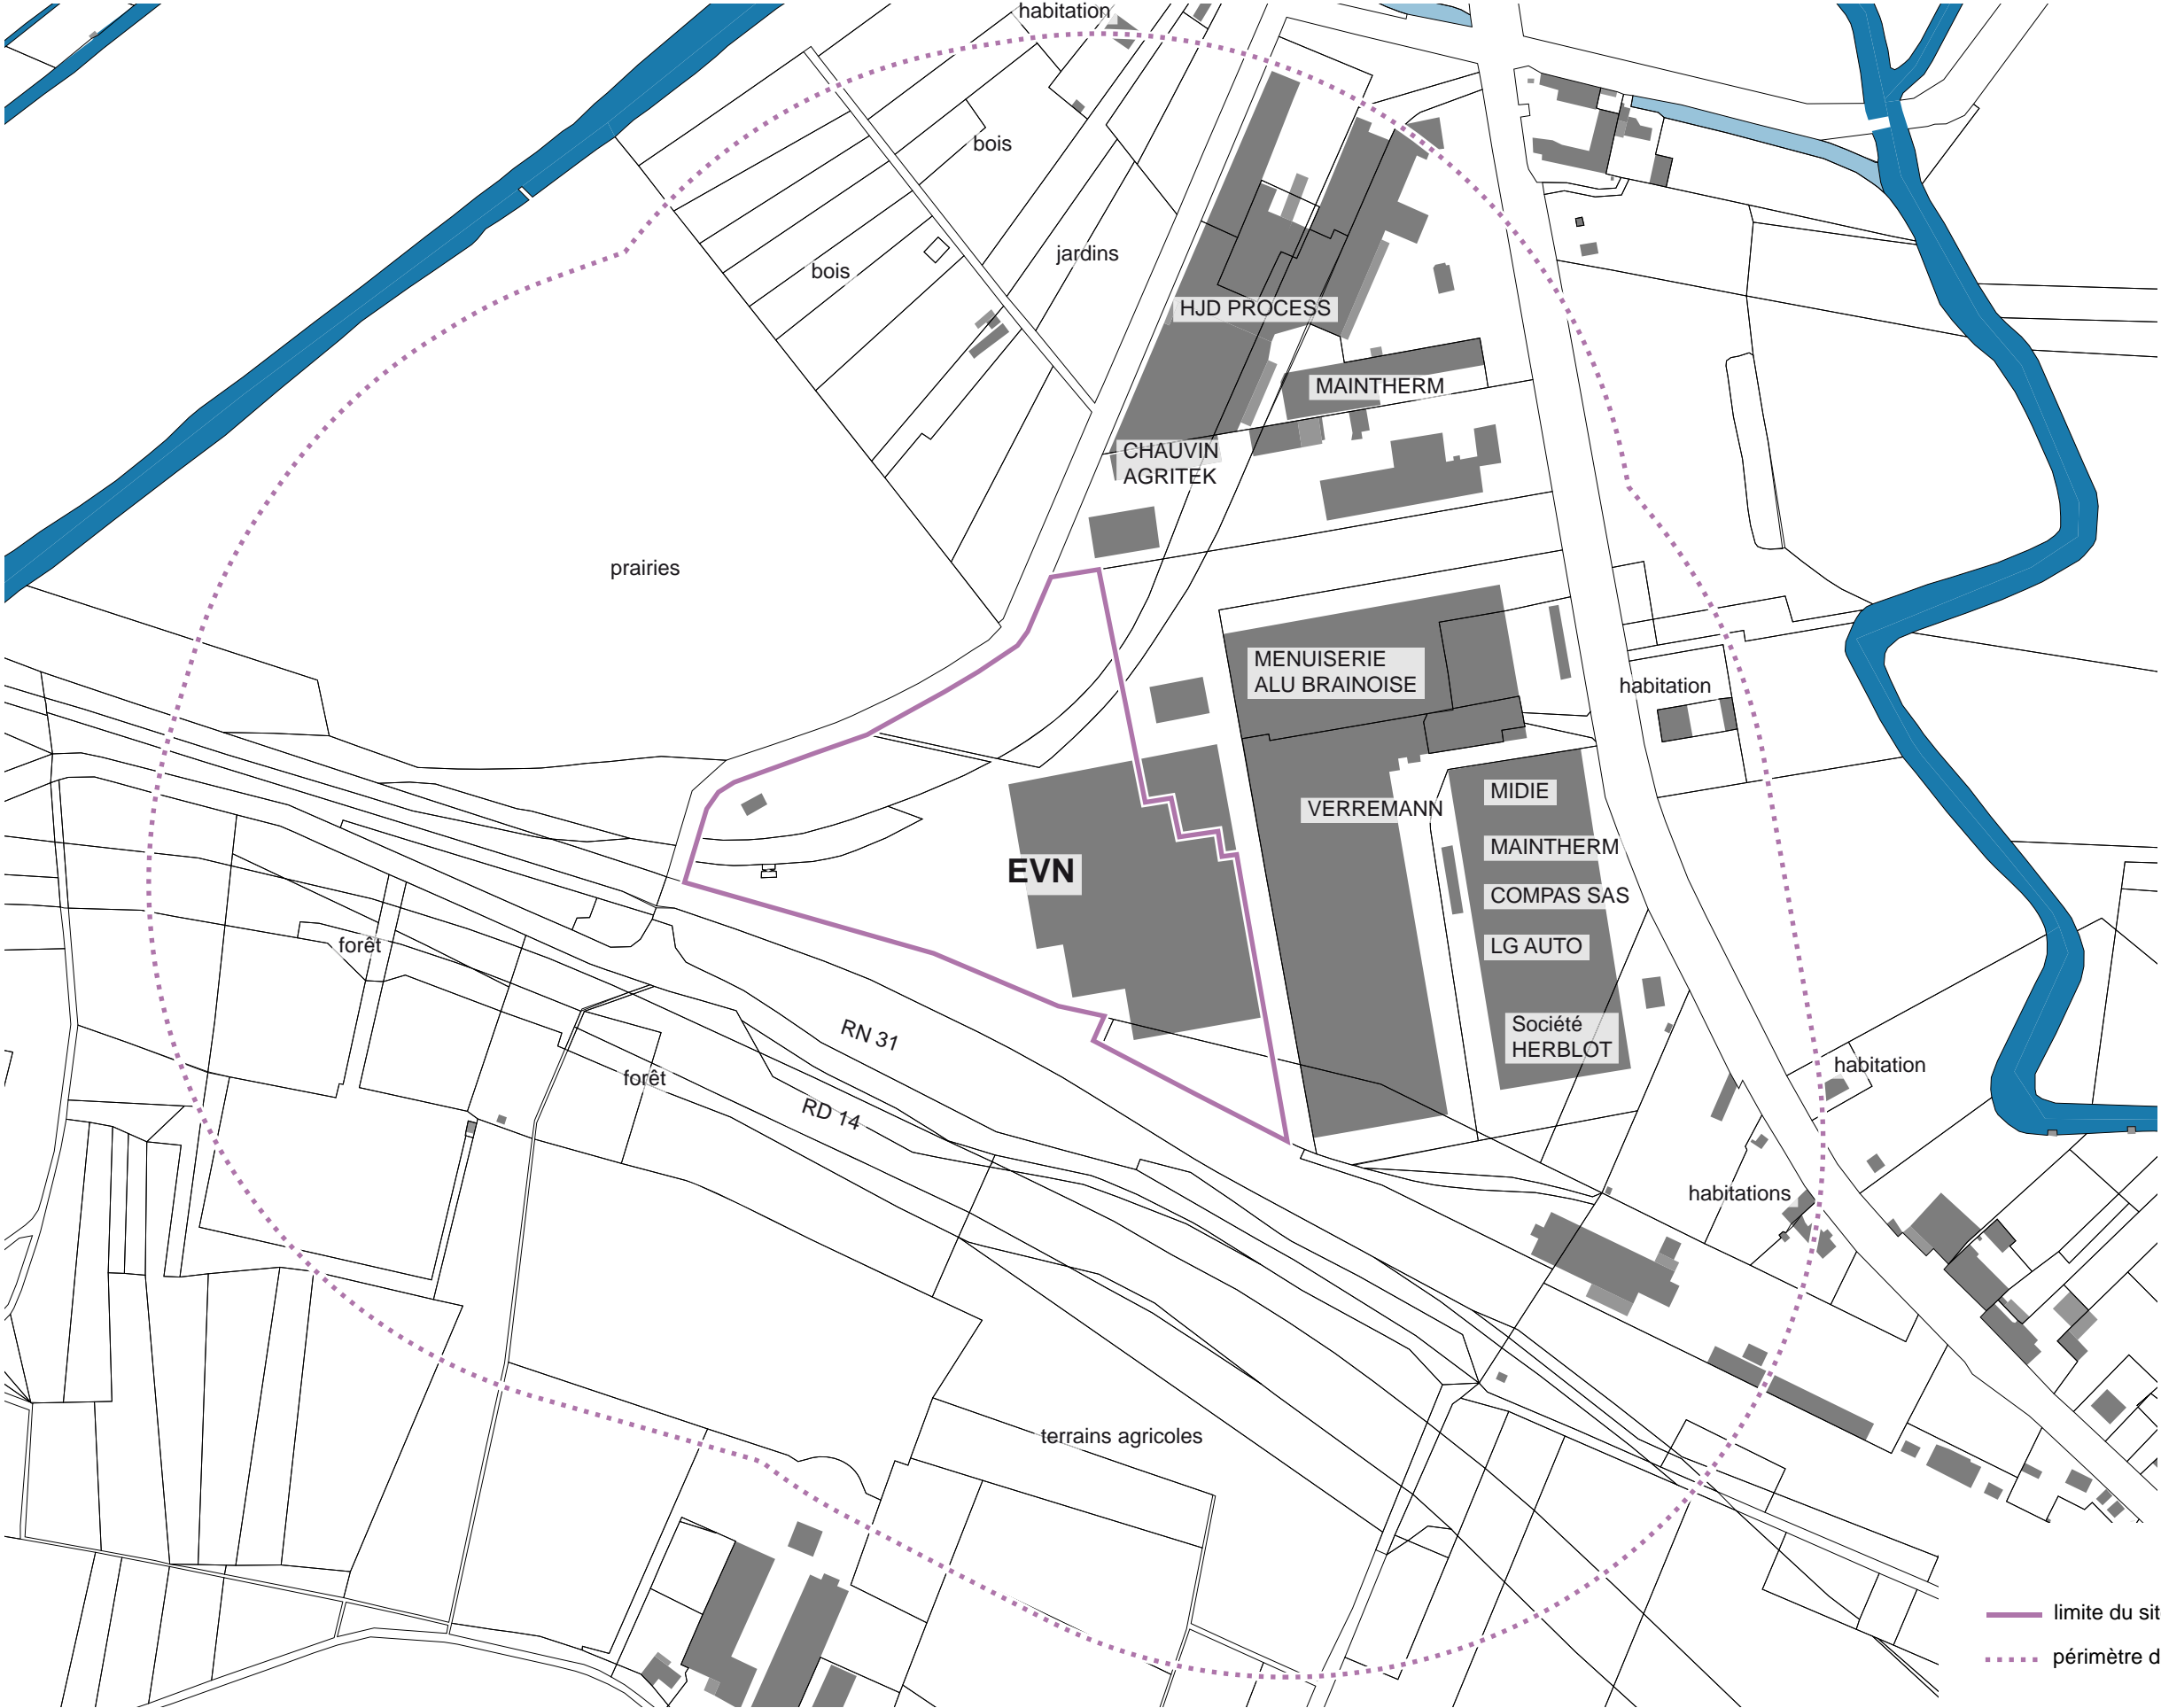 habitation
bois
bois
jardins
HJD PROCESS
MAINTHERM
CHAUVIN
AGRITEK
prairies
MENUISERIE
ALU BRAINOISE
habitation
MIDIE
VERREMANN
MAINTHERM
EVN
COMPAS SAS
forêt
LG AUTO
RN 31
Société
HERBLOT
habitation
forêt
RD 14
habitations
terrains agricoles
limite du
périmètre